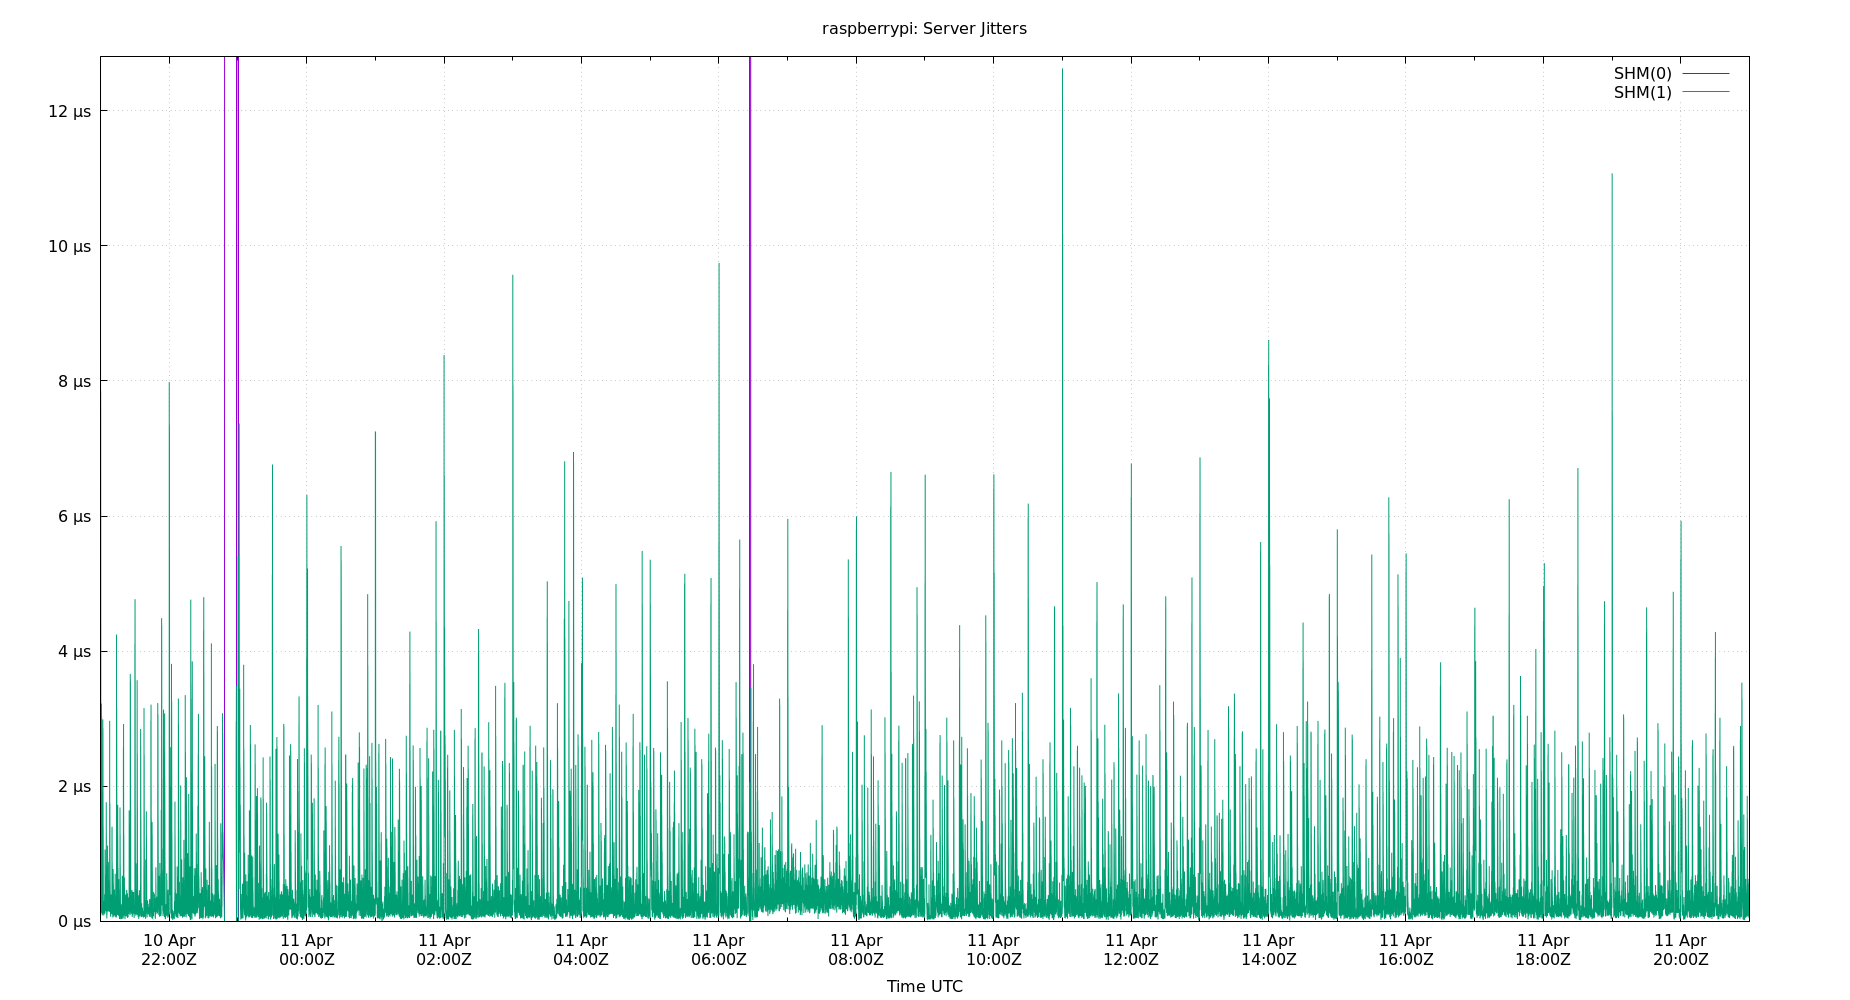 raspberrypi: Server Jitters
SHM(0)
SHM(1)
12 µs
10 µs
8 µs
6 µs
4 µs
2 µs
0 µs
10 Apr 11 Apr 11 Apr 11 Apr 11 Apr 11 Apr 11 Apr 11 Apr 11 Apr 11 Apr 11 Apr 11 Apr
22:00Z 00:00Z 02:00Z 04:00Z 06:00Z 08:00Z 10:00Z 12:00Z 14:00Z 16:00Z 18:00Z 20:00Z
Time UTC